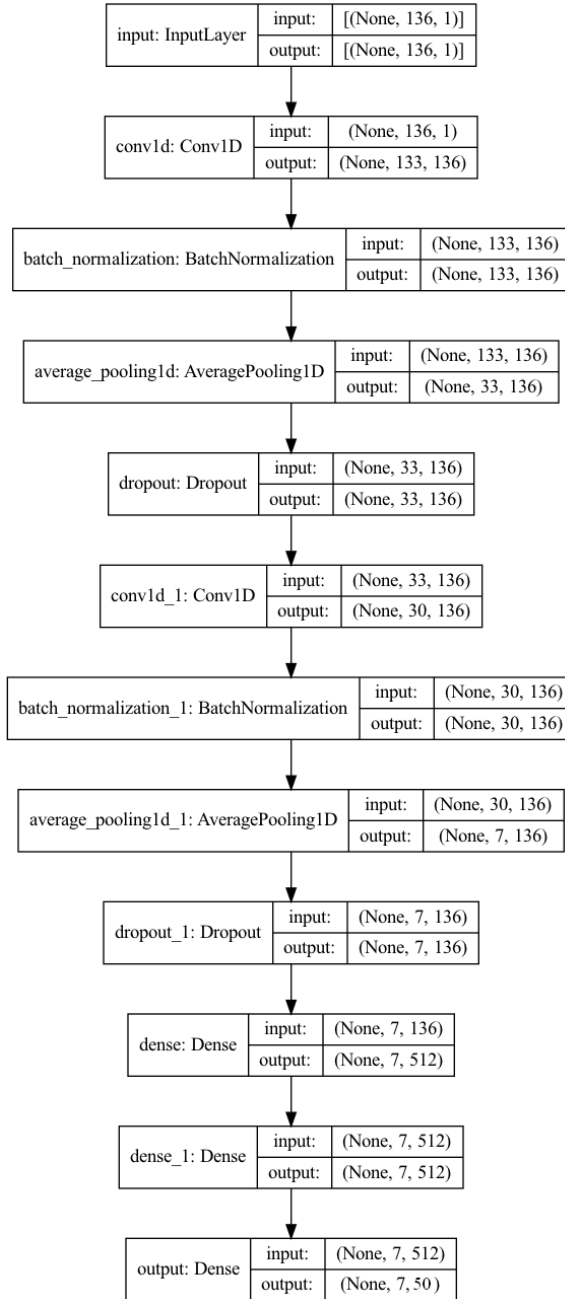 input: InputLayer
input: [(None, 136, 1)]
output: [(None, 136, 1)]
conv1d: Conv1D
input: (None, 136, 1)
output: (None, 133, 136)
batch_normalization: BatchNormalization
input: (None, 133, 136)
output: (None, 133, 136)
average_pooling1d: AveragePooling1D
input: (None, 133, 136)
output: (None, 33, 136)
dropout: Dropout
input: (None, 33, 136)
output: (None, 33, 136)
conv1d_1: Conv1D
input: (None, 33, 136)
output: (None, 30, 136)
batch_normalization_1: BatchNormalization
input: (None, 30, 136)
output: (None, 30, 136)
average_pooling1d_1: AveragePooling1D
input: (None, 30, 136)
output: (None, 7, 136)
dropout_1: Dropout
input: (None, 7, 136)
output: (None, 7, 136)
dense: Dense
input: (None, 7, 136)
output: (None, 7, 512)
dense_1: Dense
input: (None, 7, 512)
output: (None, 7, 512)
output: Dense
input: (None, 7, 512)
output: (None, 7, 50)